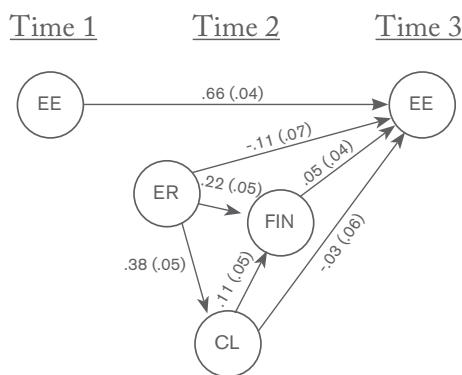 Time 1 Time 2 Time 3
EE .66 (.04) EE
-.11 (.07)
ER .22 (.05) .05 (.04)
FIN
.38 (.05) .11 (.05) -.03 (.06)
CL